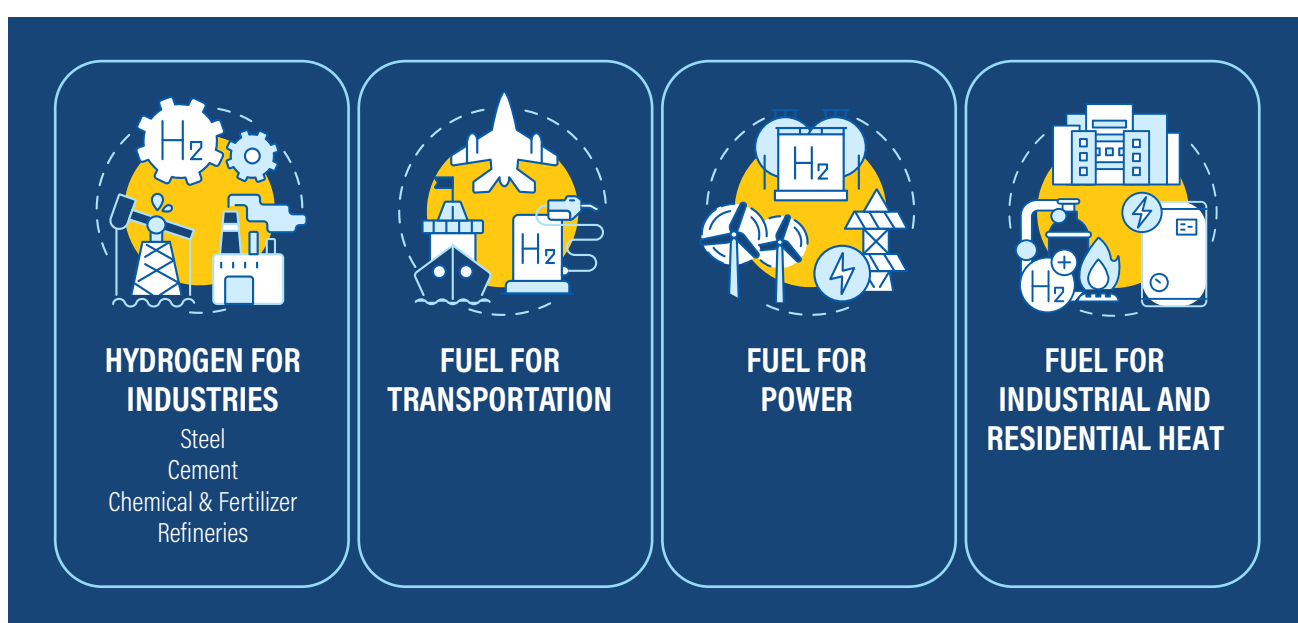 H2
HYDROGEN FOR
INDUSTRIES
Steel
Cement
Chemical & Fertilizer
Refineries
H2
FUEL FOR
TRANSPORTATION
H2
FUEL FOR
POWER
H2
FUEL FOR
INDUSTRIAL AND
RESIDENTIAL HEAT